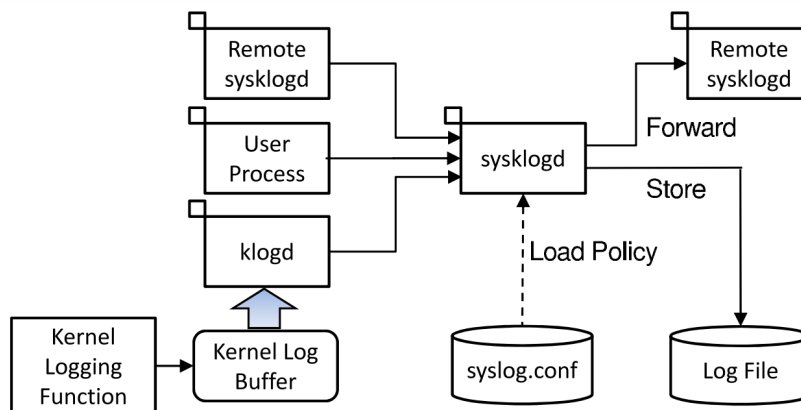 Remote
sysklogd
Remote
sysklogd
User
Process
sysklogd
Forward
Store
klogd
Load Policy
Kernel
Logging
Function
Kernel Log
Buffer
syslog.conf
Log File